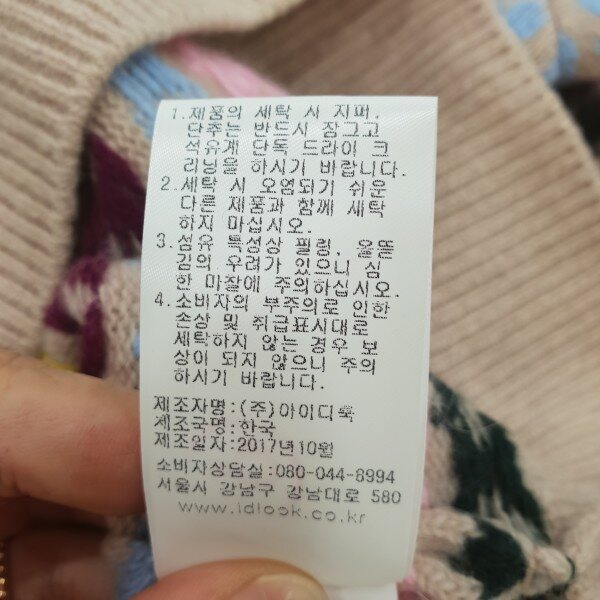 1.제품의 세탁 시 지퍼,
단추는 반드시 잠그고
석유계 단독 드라이 크
리닝을 하시기 바랍니다.
2.세탁 시 오염되기 쉬운
다른 제품과 함께 세탁
하지 마십시오.
3.섬유 특성상 필링, 올뜯
김의 우려가 있으니 심
한 마찰에 주의하십시오.
4.소비자의 부주의로 인한
손상 및 취급표시대로
세탁하지 않는 경우 보
상이 되지 않으니 주의
하시기 바랍니다.
제조자명:(주)아이디룩
제조국명:한국
제조일자:2017년10월
소비자상담실:080-044-8994
서울시 강남구 강남대로 580
www.idlook.co.kr